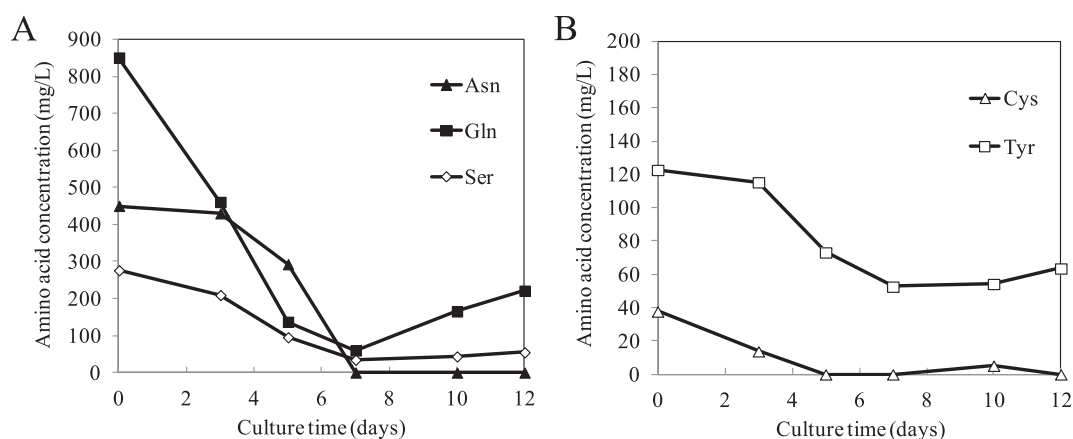 A
Amino acid concentration (mg/L)
900
800
700
600
500
400
300
200
100
0
0 2 4 6 8 10 12
Culture time (days)
Asn
Gln
Ser
B
Amino acid concentration (mg/L)
200
180
160
140
120
100
80
60
40
20
0
0 2 4 6 8 10 12
Culture time (days)
Cys
Tyr